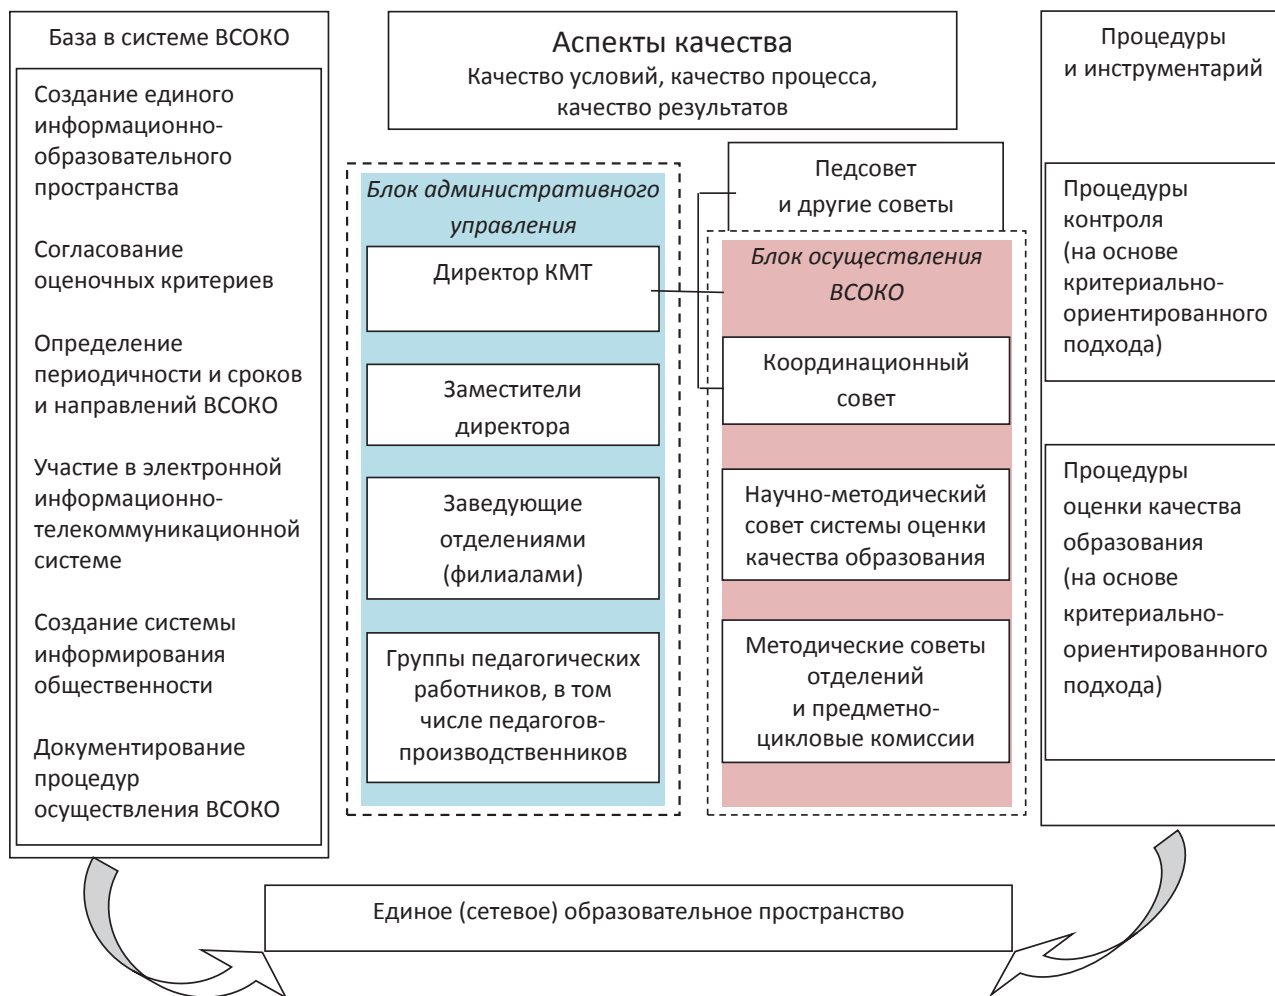 База в системе ВСОКО
Создание единого
информационно-
образовательного
пространства
Согласование
оценочных критериев
Определение
периодичности и сроков
и направлений ВСОКО
Участие в электронной
информационно-
телекоммуникационной
системе
Создание системы
информирования
общественности
Документирование
процедур
осуществления ВСОКО
Аспекты качества
Качество условий, качество процесса,
качество результатов
Блок административного
управления
Директор КМТ
Заместители
директора
Заведующие
отделениями
(филиалами)
Группы педагогических
работников, в том
числе педагогов-
производственников
Педсовет
и другие советы
Блок осуществления
ВСОКО
Координационный
совет
Научно-методический
совет системы оценки
качества образования
Методические советы
отделений
и предметно-
цикловые комиссии
Процедуры
и инструментарий
Процедуры
контроля
(на основе
критериально-
ориентированного
подхода)
Процедуры
оценки качества
образования
(на основе
критериально-
ориентированного
подхода)
Единое (сетевое) образовательное пространство